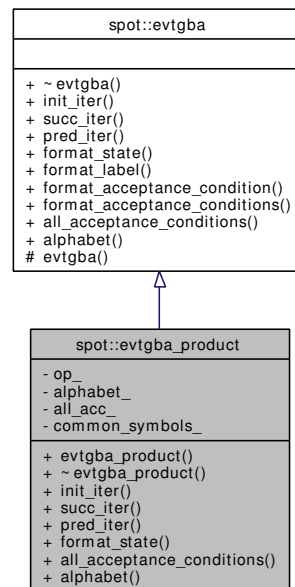 spot::evtgba
+ ~evtgba()
+ init_iter()
+ succ_iter()
+ pred_iter()
+ format_state()
+ format_label()
+ format_acceptance_condition()
+ format_acceptance_conditions()
+ all_acceptance_conditions()
+ alphabet()
# evtgba()
spot::evtgba_product
- op_
- alphabet_
- all_acc_
- common_symbols_
+ evtgba_product()
+ ~evtgba_product()
+ init_iter()
+ succ_iter()
+ pred_iter()
+ format_state()
+ all_acceptance_conditions()
+ alphabet()